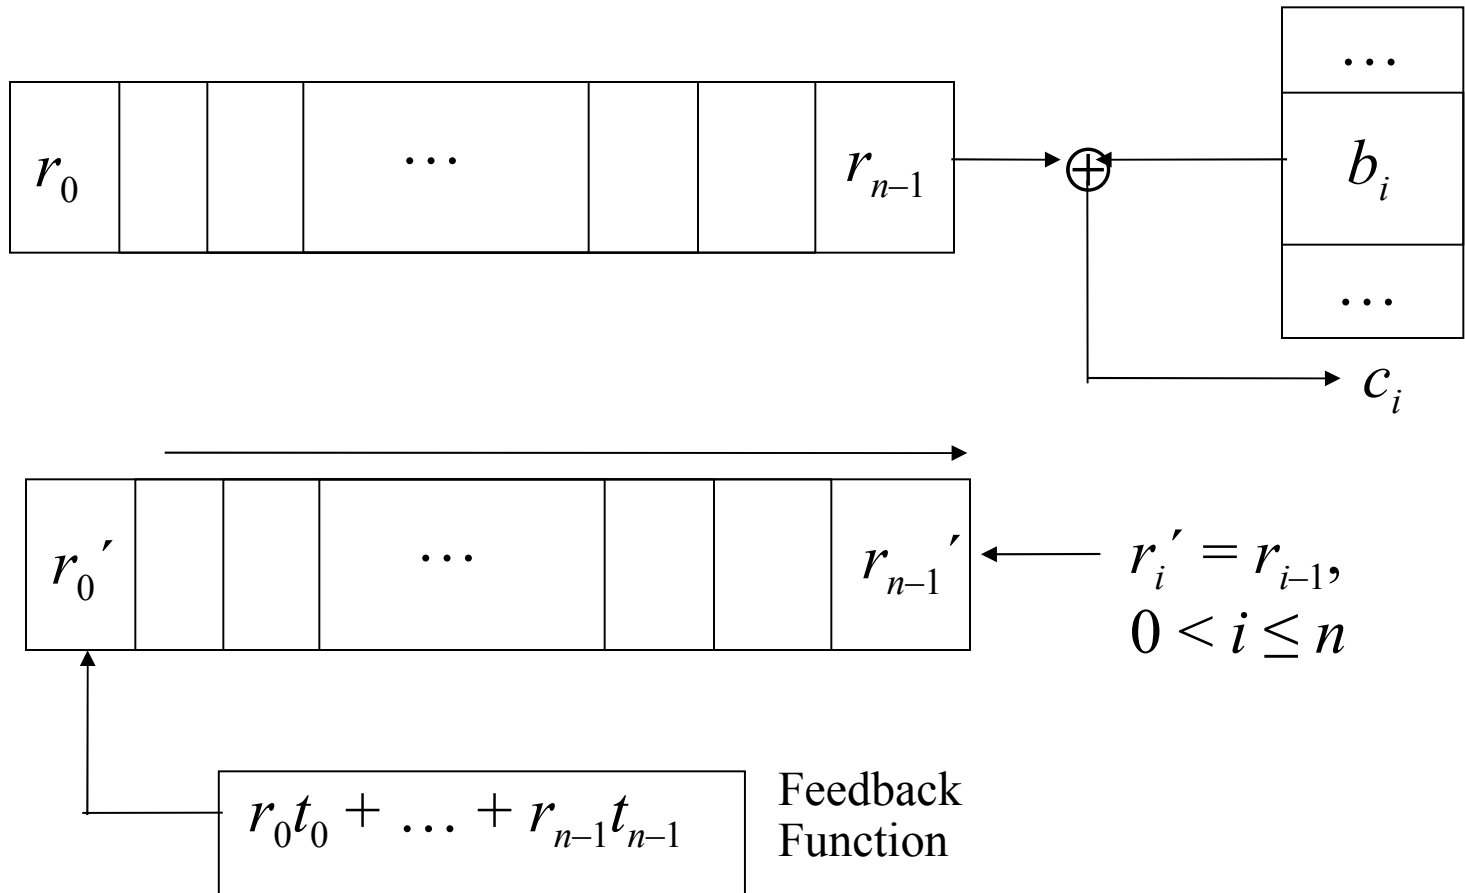 …
r₀ … rₙ₋₁ ⊕ bᵢ
…
cᵢ
r₀′ … rₙ₋₁′ rᵢ′ = rᵢ₋₁,
0 < i ≤ n
r₀t₀ + … + rₙ₋₁tₙ₋₁ Feedback
Function